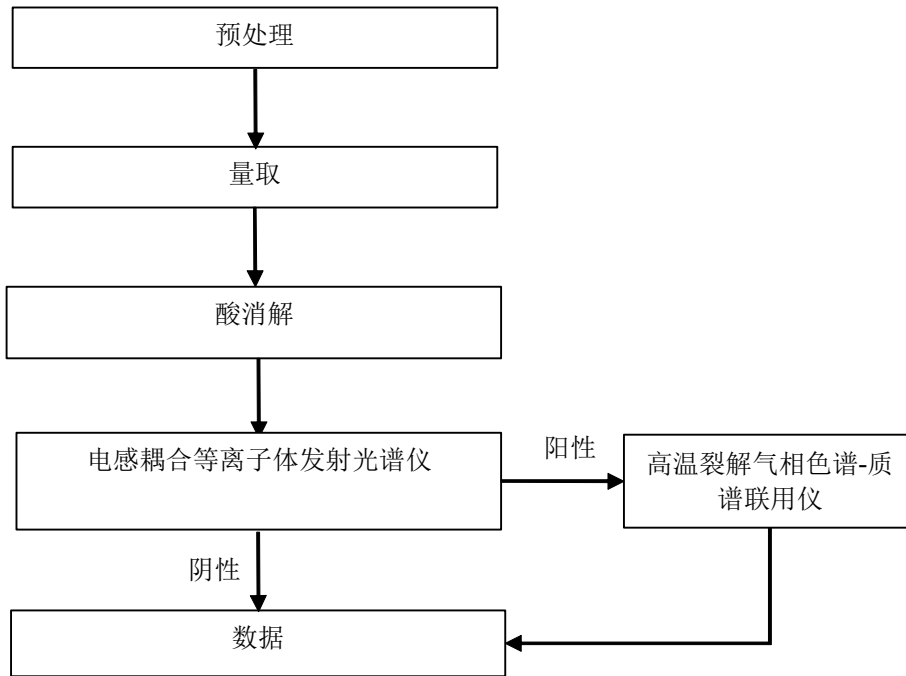 预处理
量取
酸消解
电感耦合等离子体发射光谱仪
阳性
高温裂解气相色谱-质
谱联用仪
阴性
数据